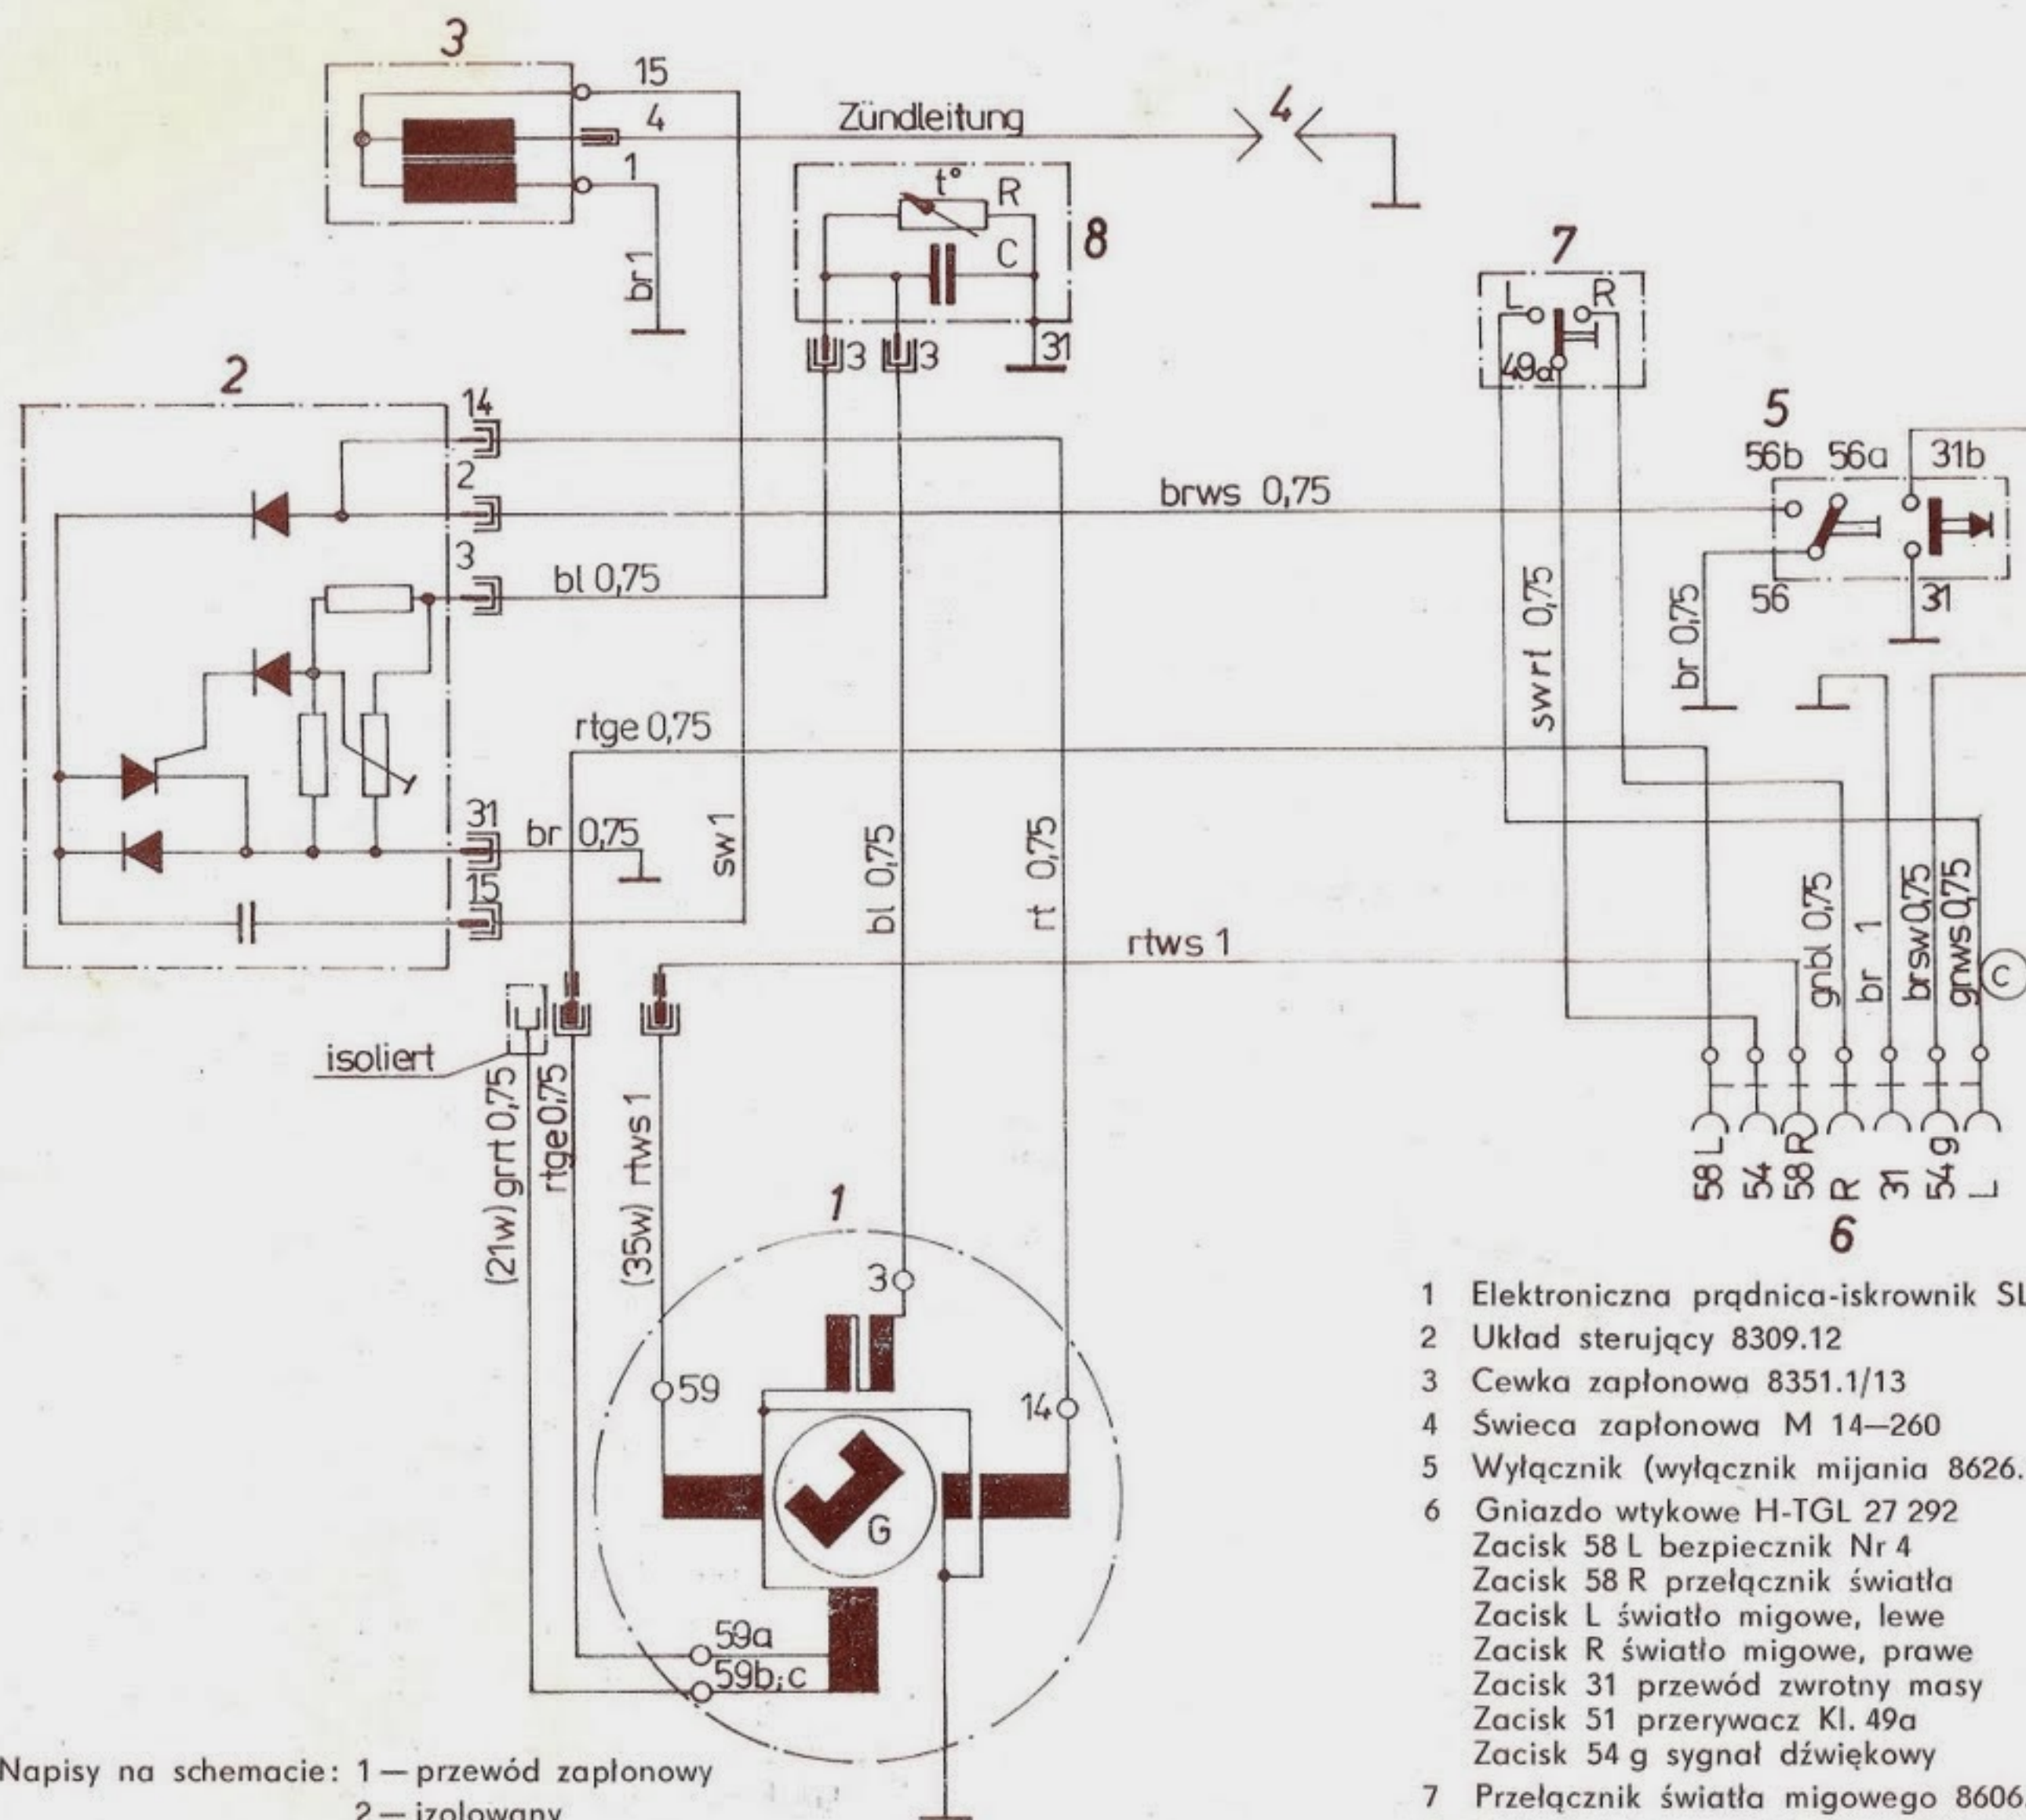 3
15
4
Zündleitung
4
1
t°
R
C
8
br 1
3
3
31
7
L
R
49a
2
14
2
brws 0,75
5
56b 56a 31b
3
bl 0,75
56
31
swrt 0,75
br 0,75
rtge 0,75
31
br 0,75
15
sw 1
bl 0,75
rt 0,75
rtws 1
gnbl 0,75
br 1
brsw 0,75
gnws 0,75
C
isoliert
(21w) grrt 0,75
rtge 0,75
(35w) rtws 1
58 L
54
58 R
R
31
54 g
L
6
1
3
59
14
G
59a
59b;c
1 Elektroniczna prądnica-iskrownik SL
2 Układ sterujący 8309.12
3 Cewka zapłonowa 8351.1/13
4 Świeca zapłonowa M 14—260
5 Wyłącznik (wyłącznik mijania 8626.
6 Gniazdo wtykowe H-TGL 27 292
Zacisk 58 L bezpiecznik Nr 4
Zacisk 58 R przełącznik światła
Zacisk L światło migowe, lewe
Zacisk R światło migowe, prawe
Zacisk 31 przewód zwrotny masy
Zacisk 51 przerywacz Kl. 49a
Zacisk 54 g sygnał dźwiękowy
7 Przełącznik światła migowego 8606.
Napisy na schemacie: 1 — przewód zapłonowy
2 — izolowany